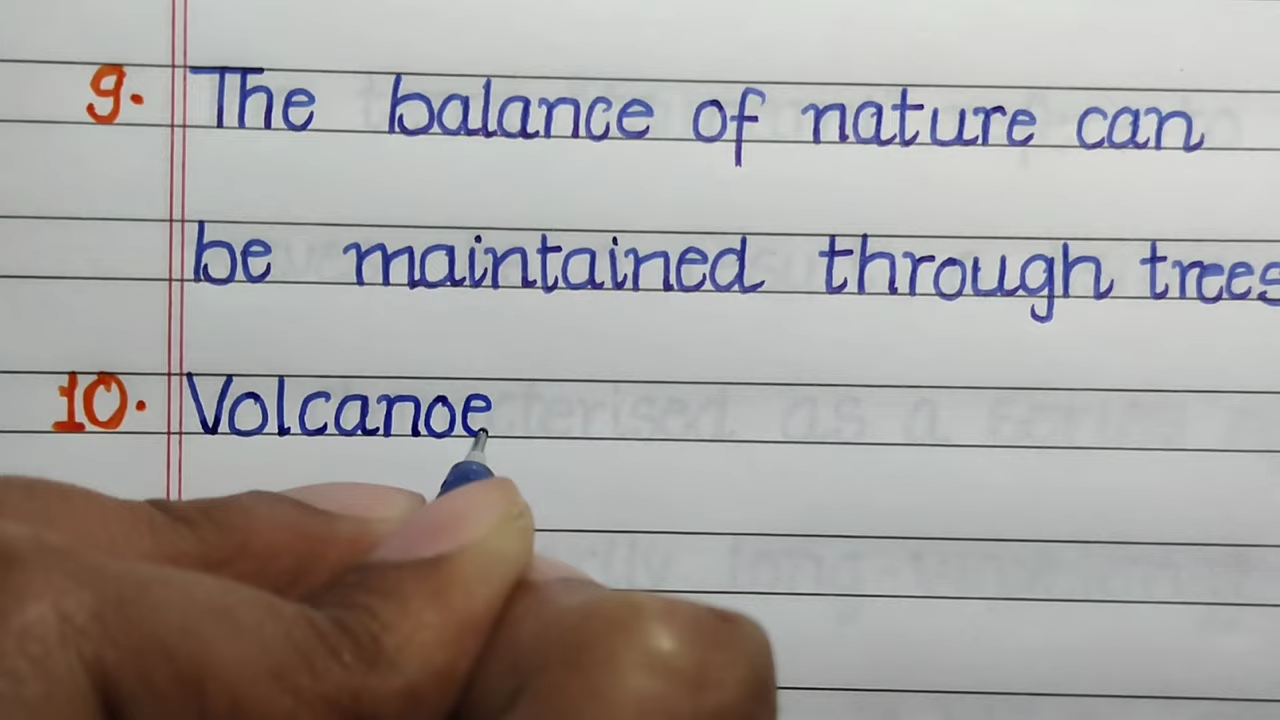 9. The balance of nature can
be maintained through trees
10. Volcanoe